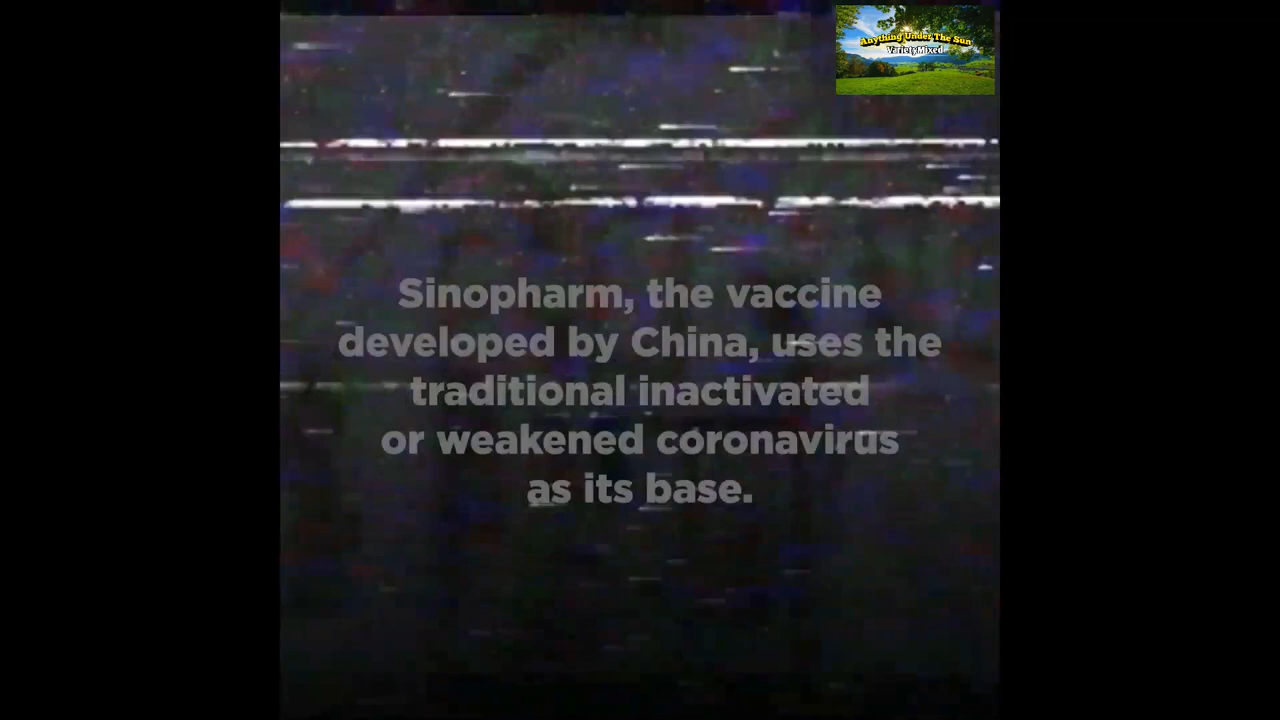 Anything Under The Sun
Variety Mixed
Sinopharm, the vaccine
developed by China, uses the
traditional inactivated
or weakened coronavirus
as its base.